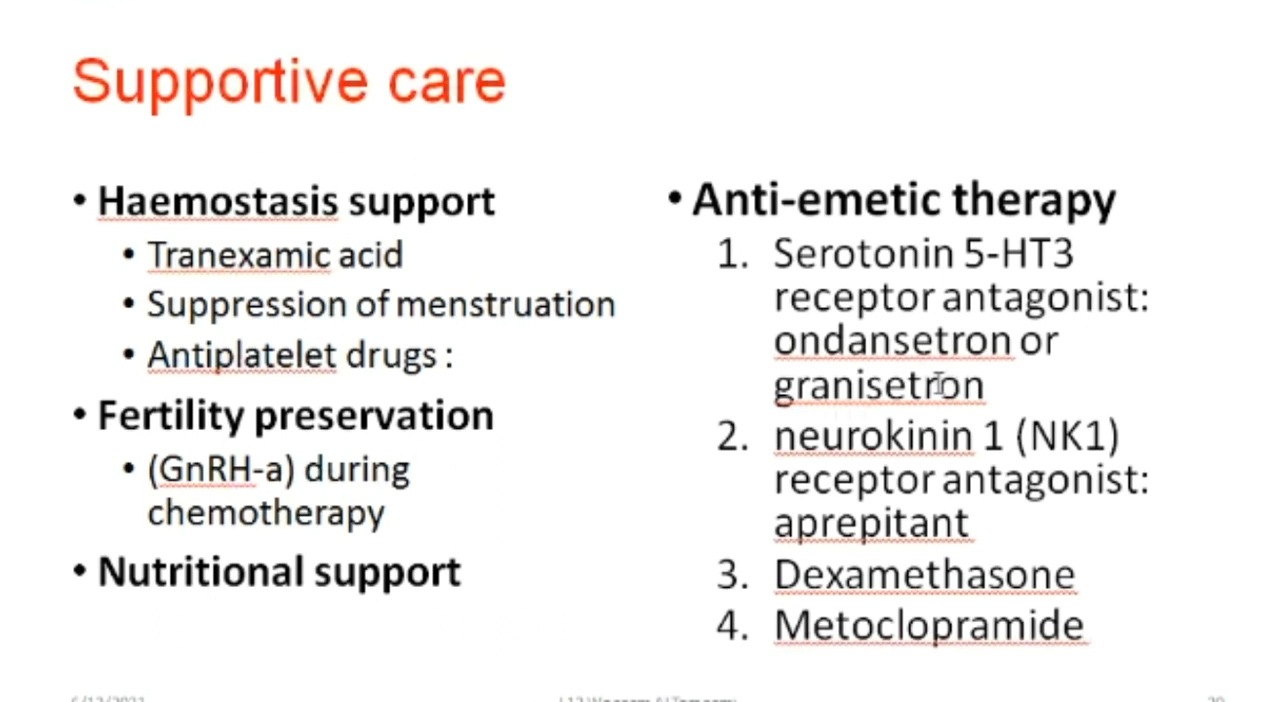 Supportive care
• Haemostasis support
• Tranexamic acid
• Suppression of menstruation
• Antiplatelet drugs :
• Fertility preservation
• (GnRH-a) during
chemotherapy
• Nutritional support
• Anti-emetic therapy
1. Serotonin 5-HT3
receptor antagonist:
ondansetron or
granisetron
2. neurokinin 1 (NK1)
receptor antagonist:
aprepitant
3. Dexamethasone
4. Metoclopramide